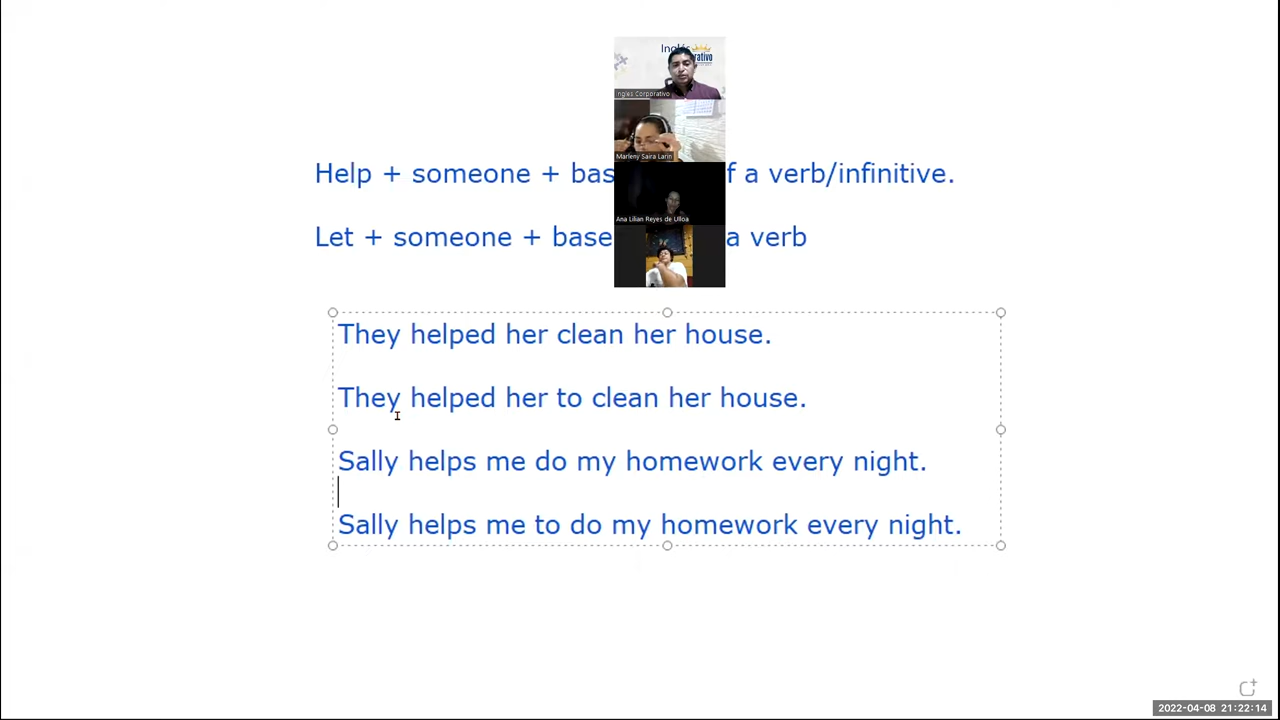 Help + someone + bas f a verb/infinitive.
Let + someone + base a verb
They helped her clean her house.
They helped her to clean her house.
Sally helps me do my homework every night.
Sally helps me to do my homework every night.
Ingles Corporativo
Marleny Saira Larin
Ana Lilian Reyes de Ulloa
2022-04-08 21:22:14